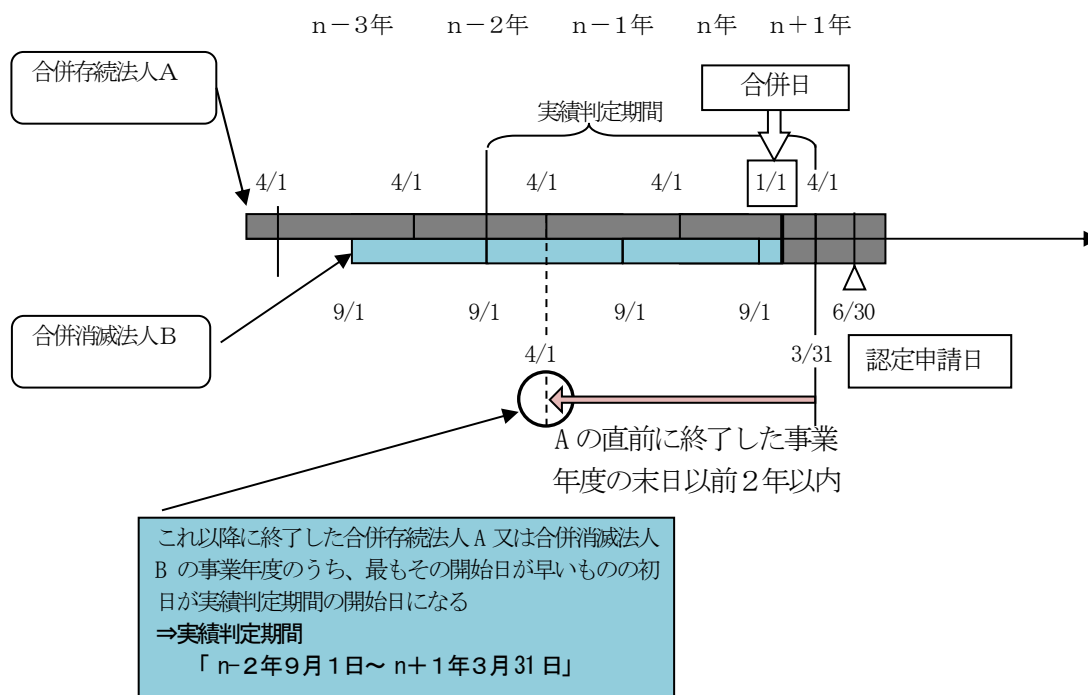 n－3年 n－2年 n－1年 n年 n＋1年
合併存続法人A
合併日
実績判定期間
4/1 4/1 4/1 4/1 1/1 4/1
9/1 9/1 9/1 9/1 6/30
合併消滅法人B
4/1 3/31
認定申請日
A の直前に終了した事業
年度の末日以前２年以内
これ以降に終了した合併存続法人 A 又は合併消滅法人
B の事業年度のうち、最もその開始日が早いものの初
日が実績判定期間の開始日になる
⇒実績判定期間
「 n-２年９月１日～ n＋１年３月31日」